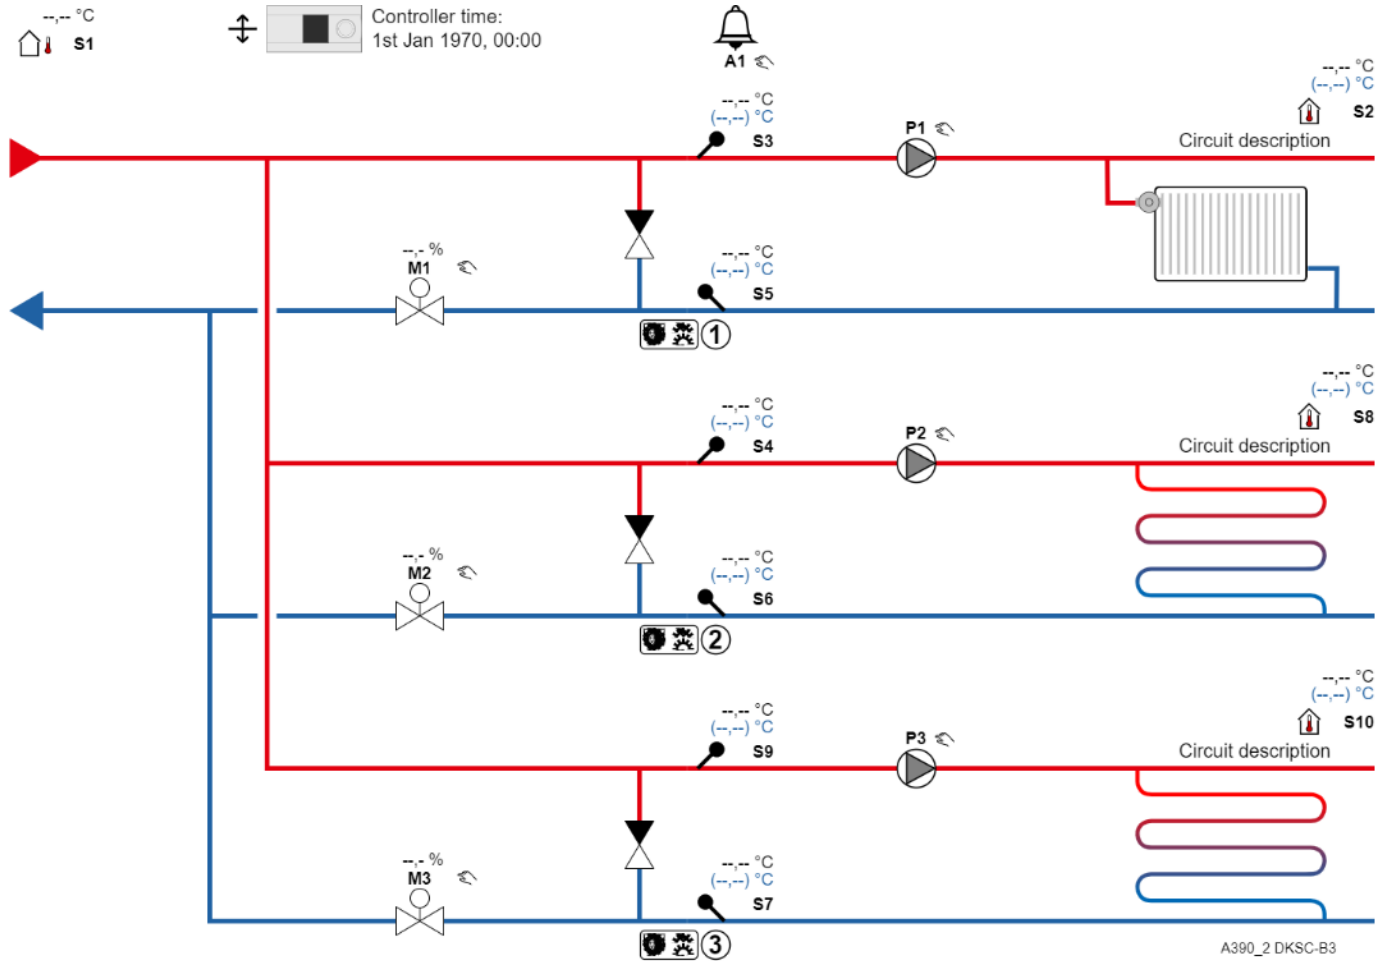 --,-- °C
S1
Controller time:
1st Jan 1970, 00:00
A1
--,-- °C
(--,--) °C
S2
Circuit description
--,-- °C
(--,--) °C
S3
P1
--,- %
M1
--,-- °C
(--,--) °C
S5
1
--,-- °C
(--,--) °C
S8
Circuit description
--,-- °C
(--,--) °C
S4
P2
--,- %
M2
--,-- °C
(--,--) °C
S6
2
--,-- °C
(--,--) °C
S10
Circuit description
--,-- °C
(--,--) °C
S9
P3
--,- %
M3
--,-- °C
(--,--) °C
S7
3
A390_2 DKSC-B3